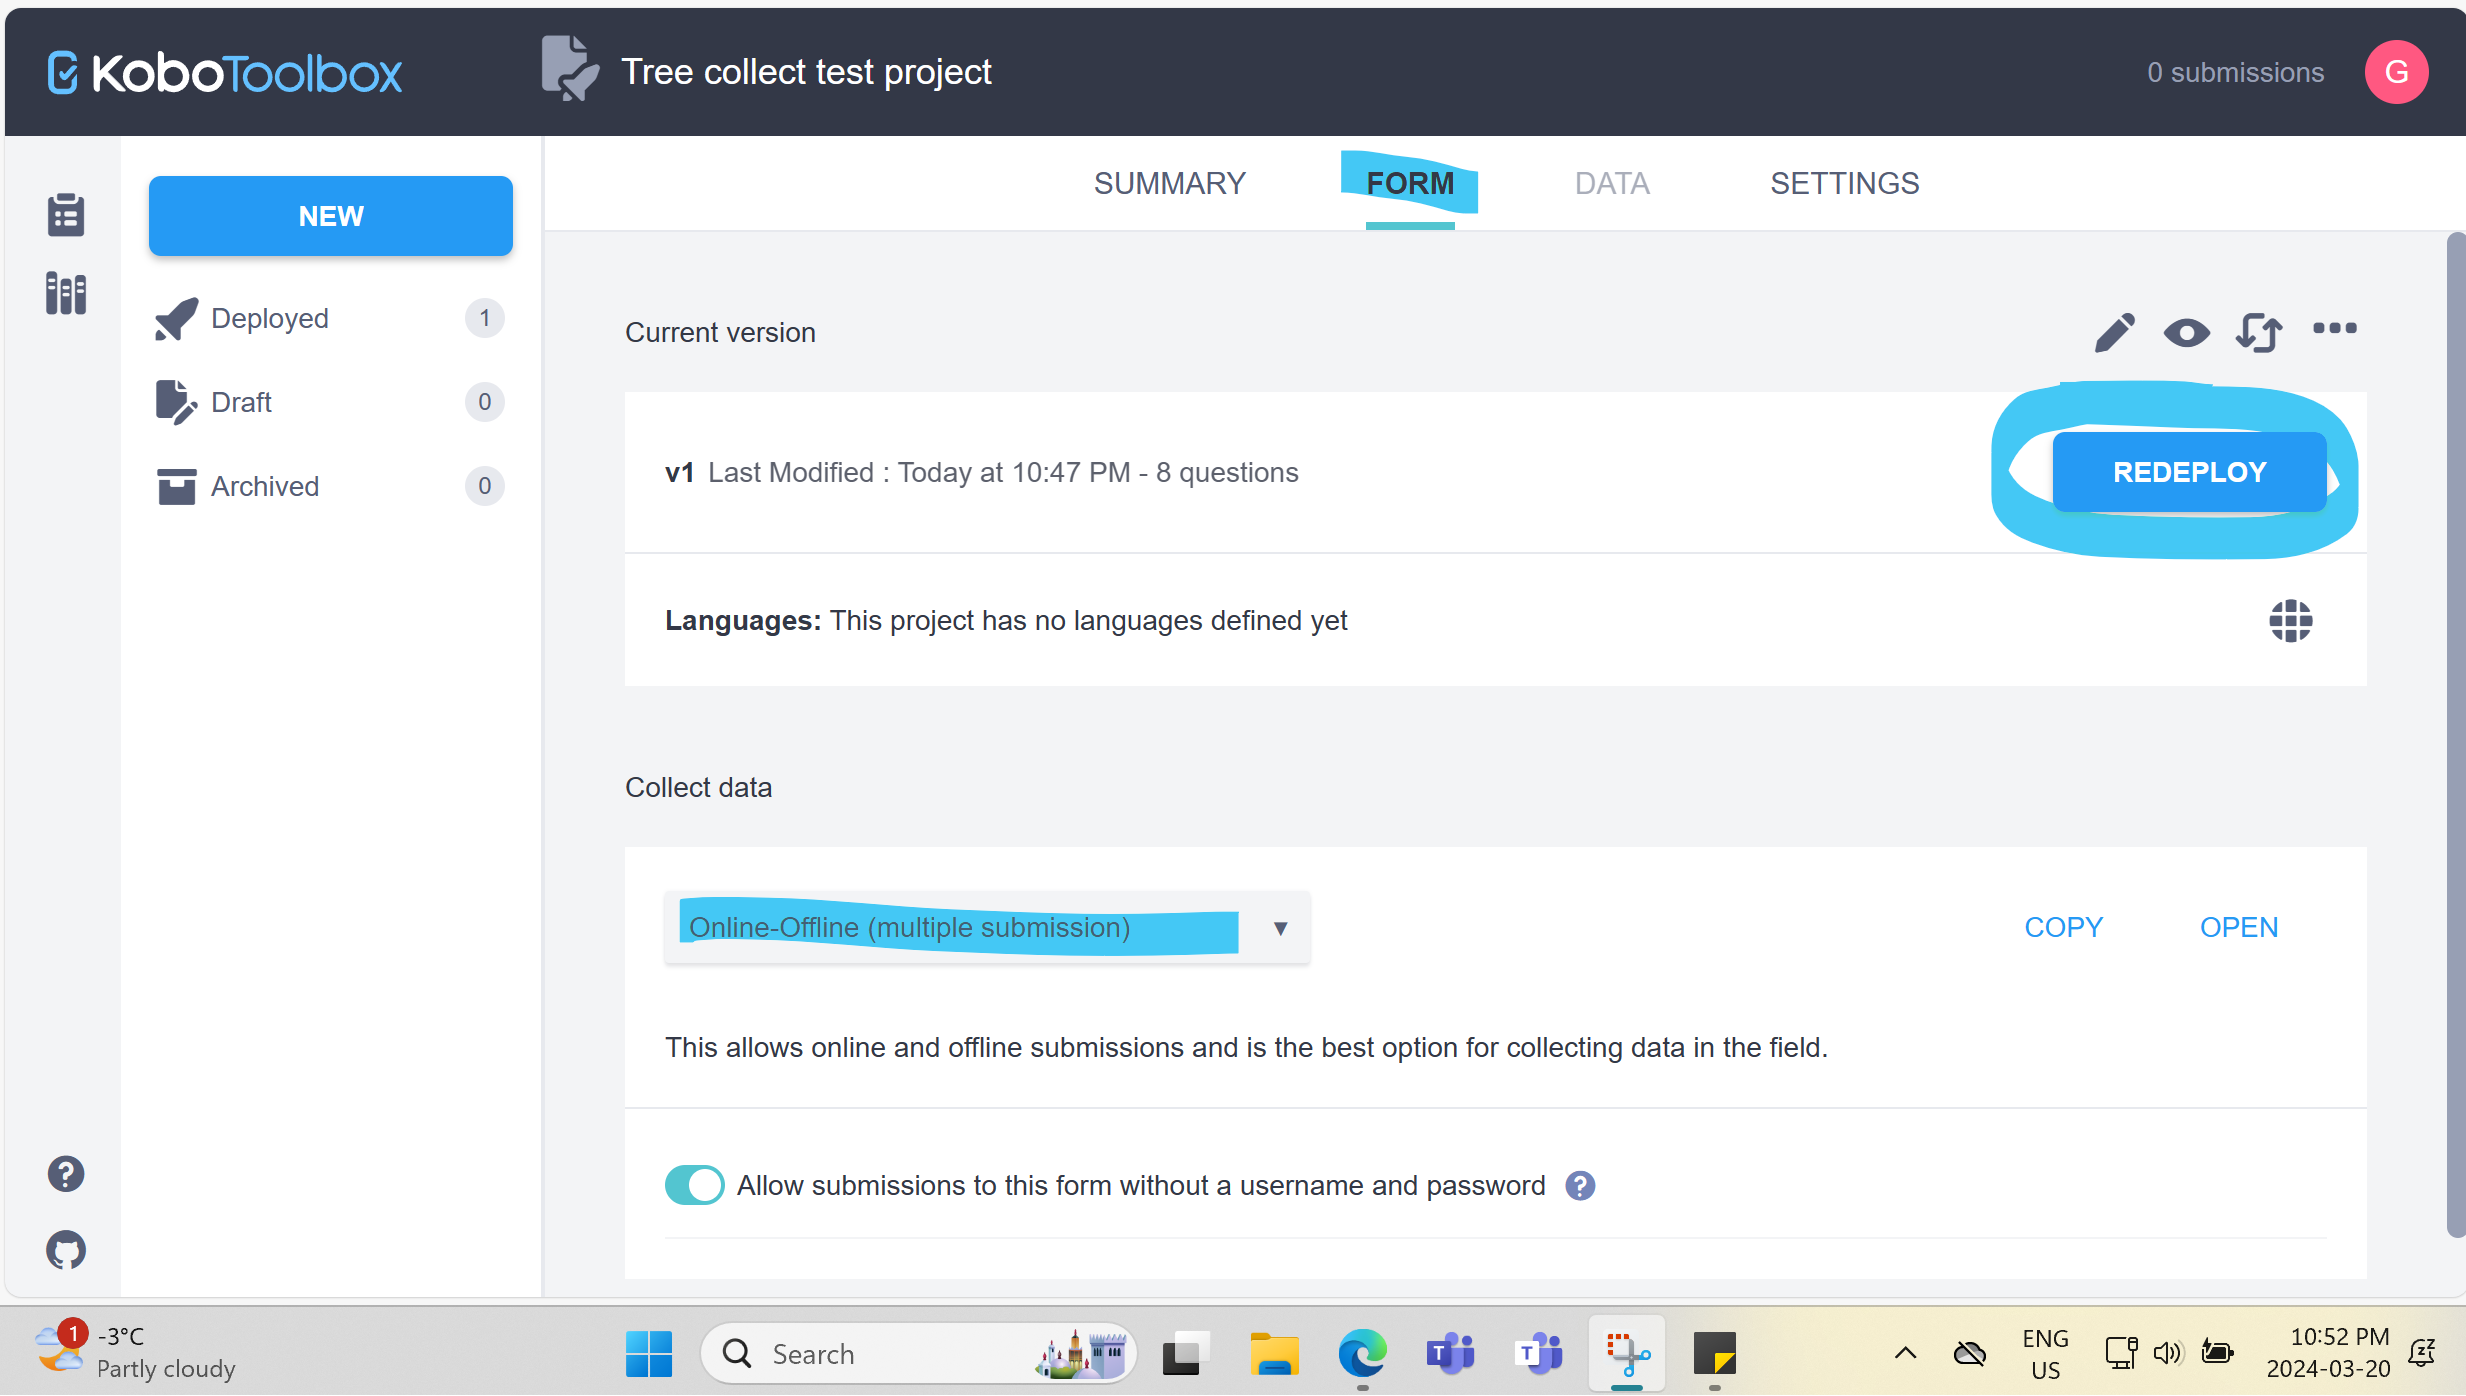 KoboToolbox
Tree collect test project
0 submissions
G
SUMMARY
FORM
DATA
SETTINGS
NEW
Deployed
1
Draft
0
Archived
0
Current version
v1 Last Modified : Today at 10:47 PM - 8 questions
REDEPLOY
Languages: This project has no languages defined yet
Collect data
Online-Offline (multiple submission)
COPY
OPEN
This allows online and offline submissions and is the best option for collecting data in the field.
Allow submissions to this form without a username and password
?
?
1
-3°C
Partly cloudy
Search
T
T
ENG
US
10:52 PM
2024-03-20